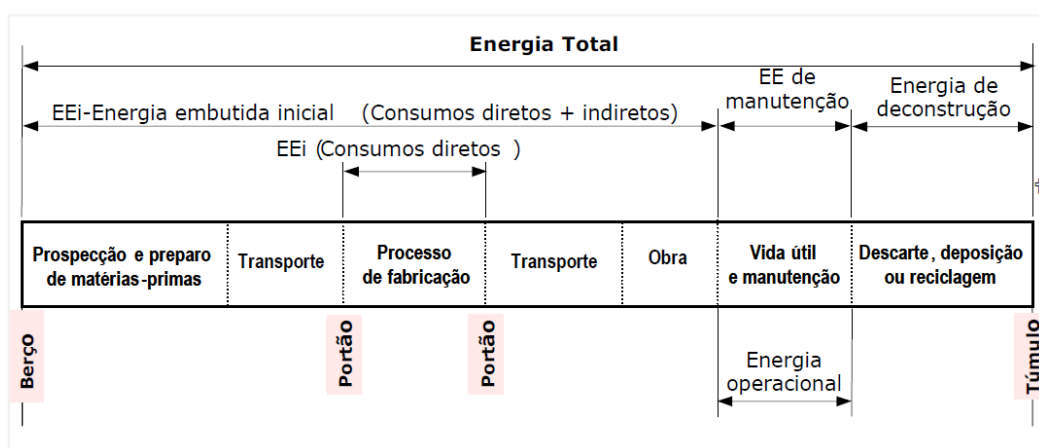 Energia Total
EE de
manutenção
Energia de
deconstrução
EEi-Energia embutida inicial (Consumos diretos + indiretos)
EEi (Consumos diretos )
Prospecção e preparo
de matérias-primas
Transporte
Processo
de fabricação
Transporte
Obra
Vida útil
e manutenção
Descarte, deposição
ou reciclagem
Berço
Portão
Portão
Túmulo
Energia
operacional